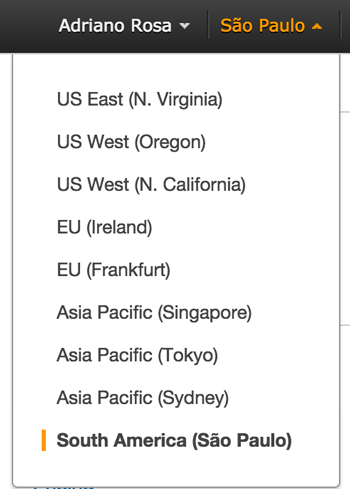 Adriano Rosa São Paulo
US East (N. Virginia)
US West (Oregon)
US West (N. California)
EU (Ireland)
EU (Frankfurt)
Asia Pacific (Singapore)
Asia Pacific (Tokyo)
Asia Pacific (Sydney)
South America (São Paulo)